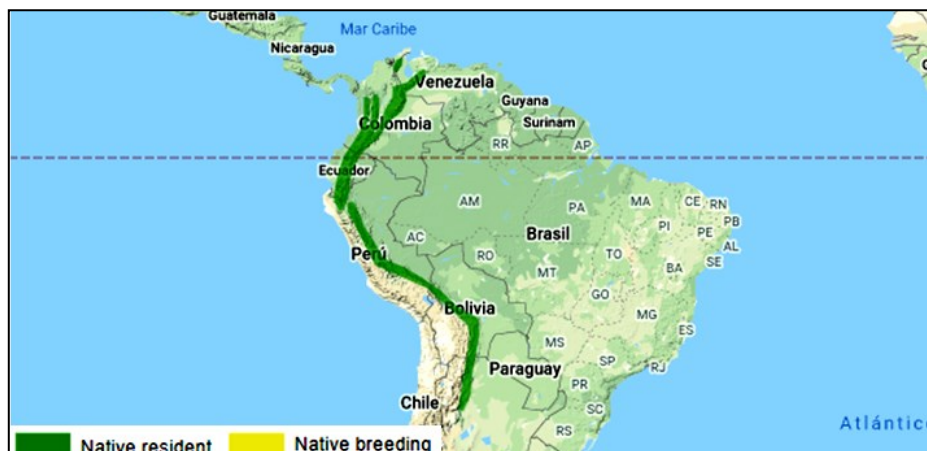 Guatemala
Mar Caribe
Nicaragua
Venezuela
Guyana
Colombia
Surinam
RR
AP
Ecuador
AM
PA
MA
CE
RN
PB
PI
PE
AC
Brasil
AL
RO
TO
SE
Perú
MT
BA
GO
Bolivia
MG
ES
MS
SP
RJ
Paraguay
PR
Chile
SC
Atlántico
RS
Native resident
Native breeding